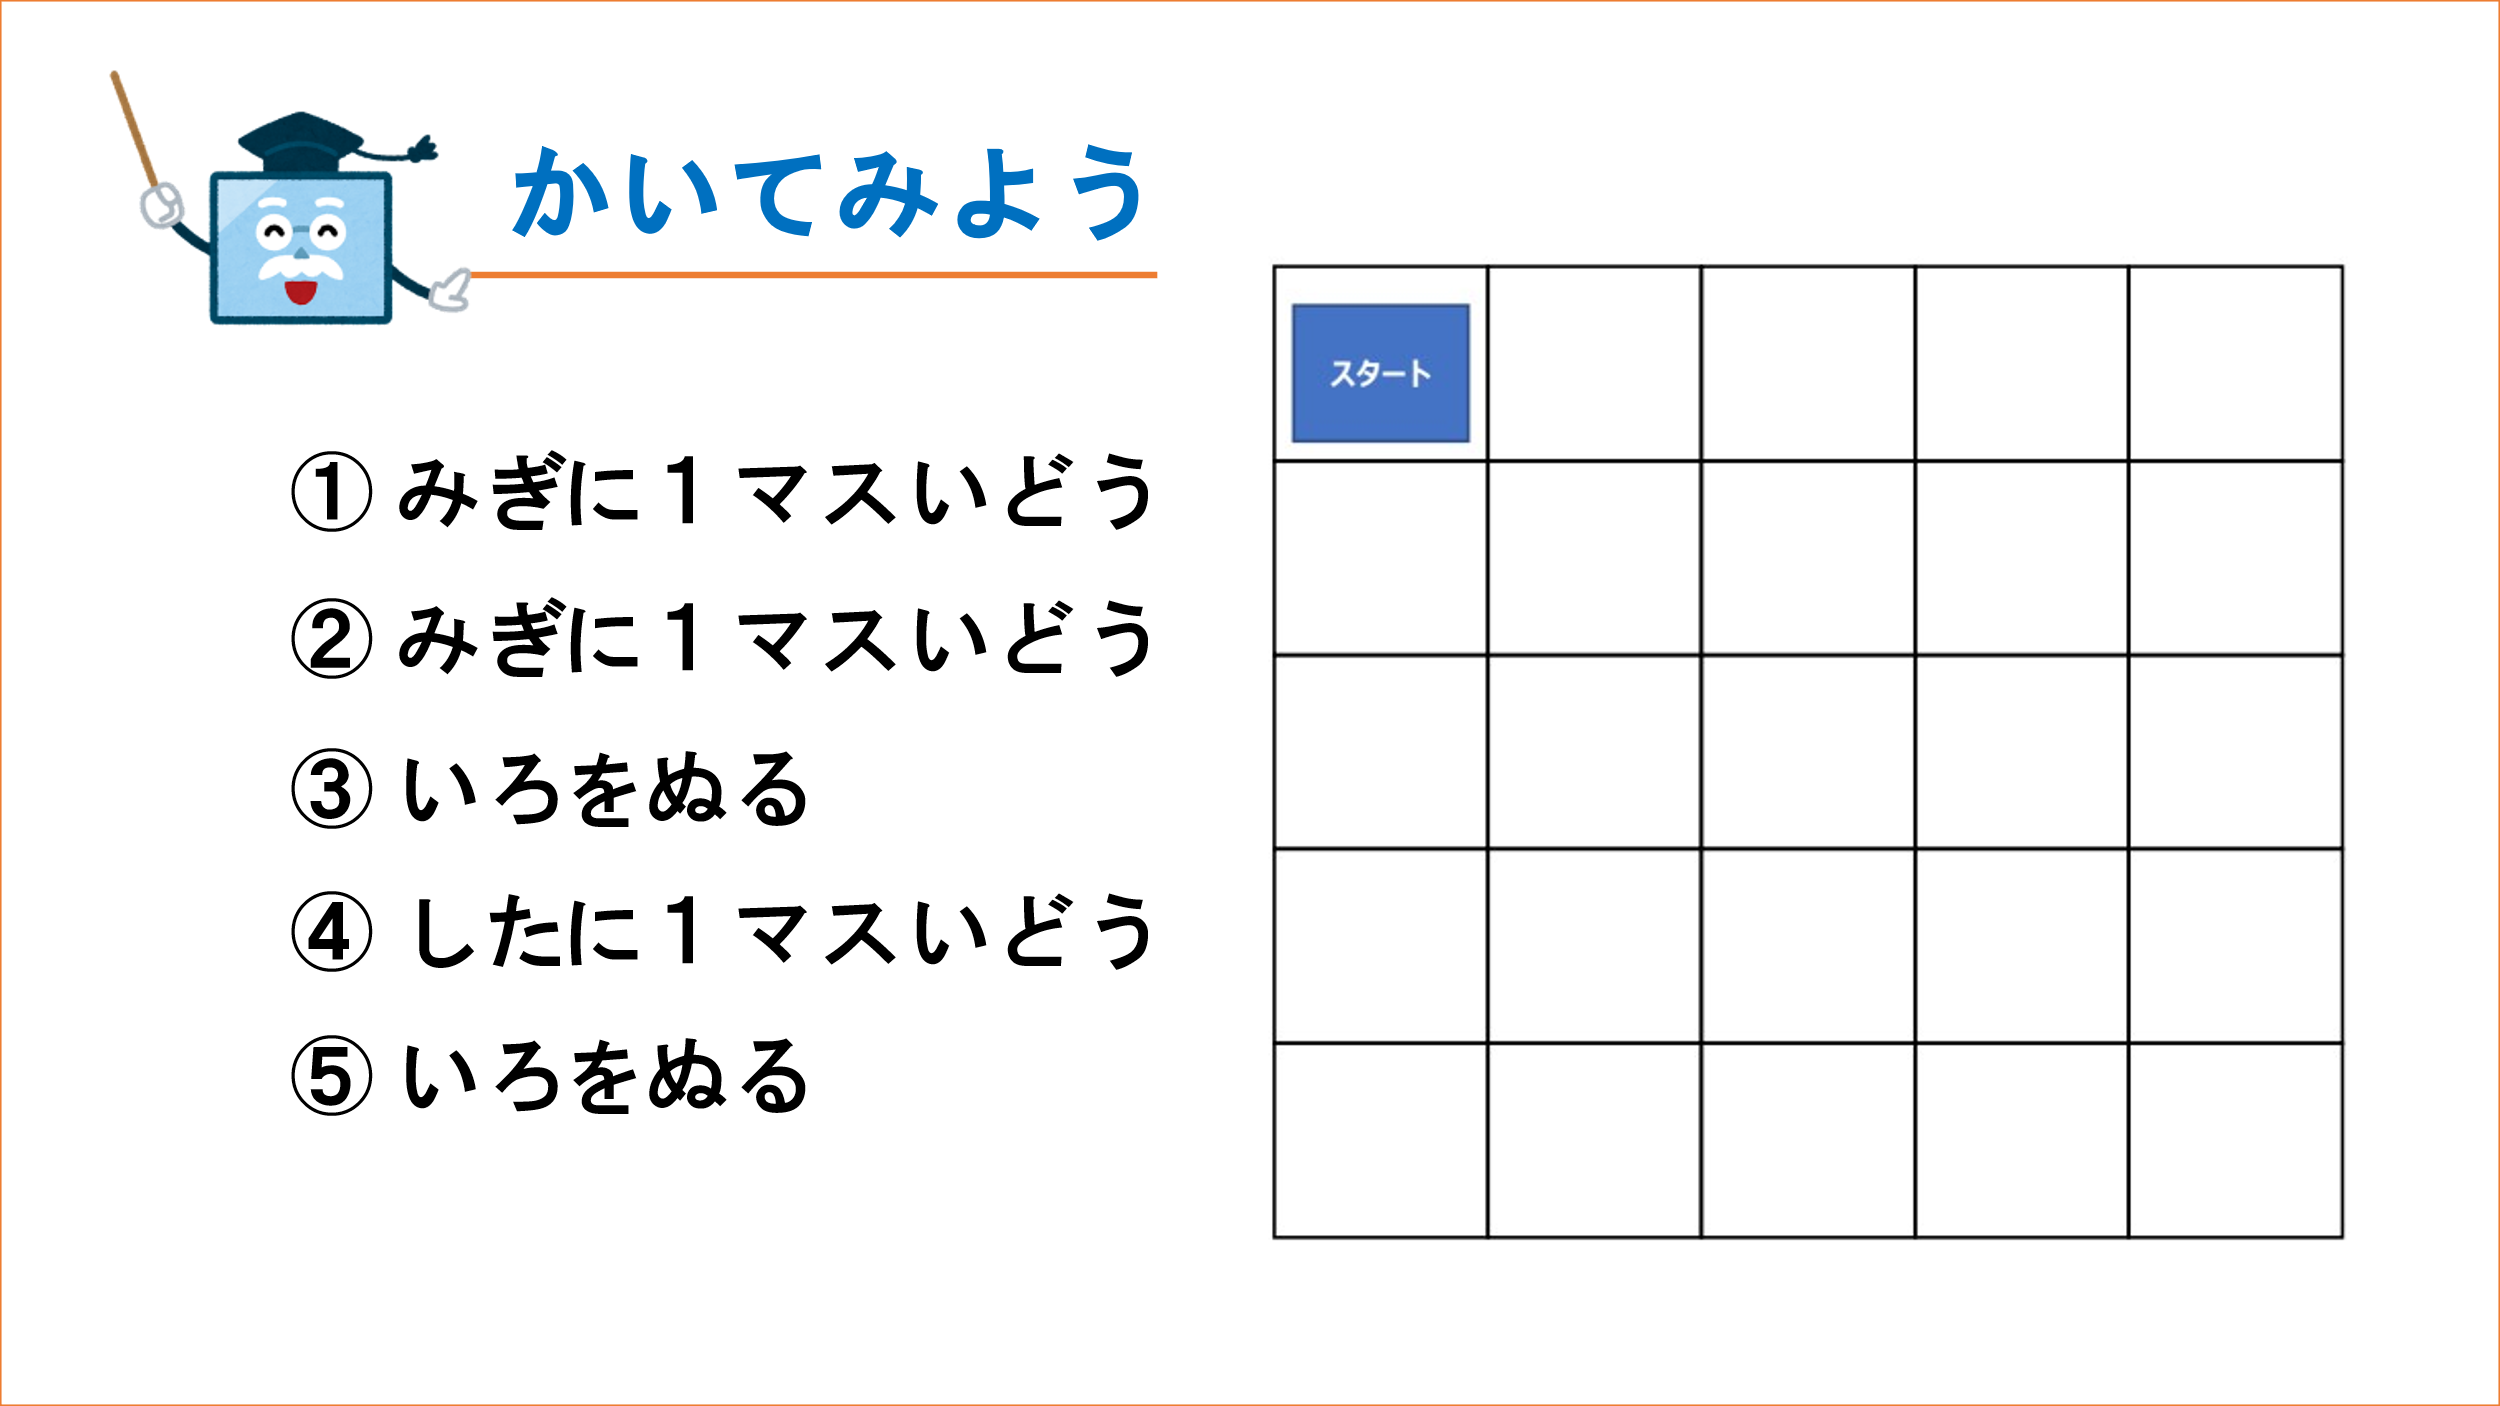 かいてみよう
スタート
① みぎに１マスいどう
② みぎに１マスいどう
③ いろをぬる
④ したに１マスいどう
⑤ いろをぬる